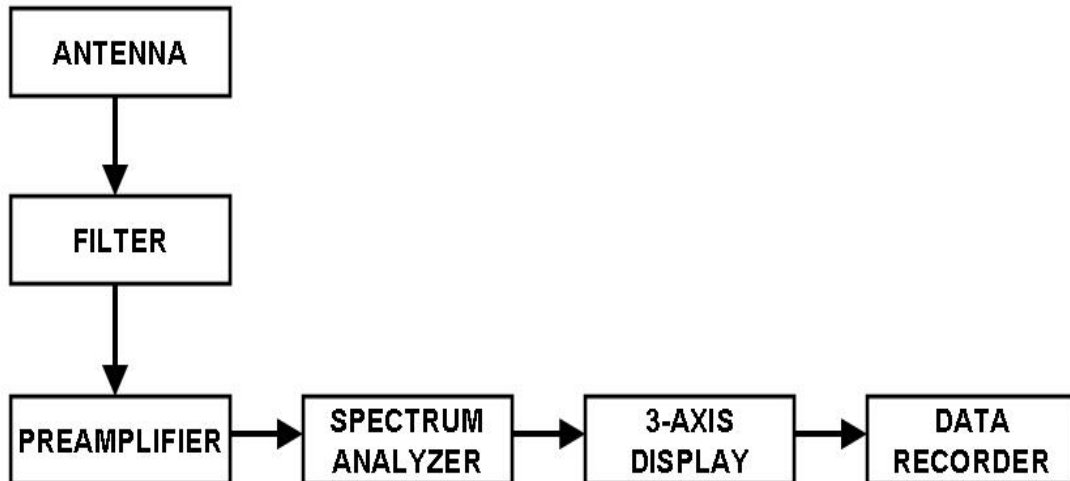 ANTENNA
FILTER
PREAMPLIFIER
SPECTRUM
ANALYZER
3-AXIS
DISPLAY
DATA
RECORDER